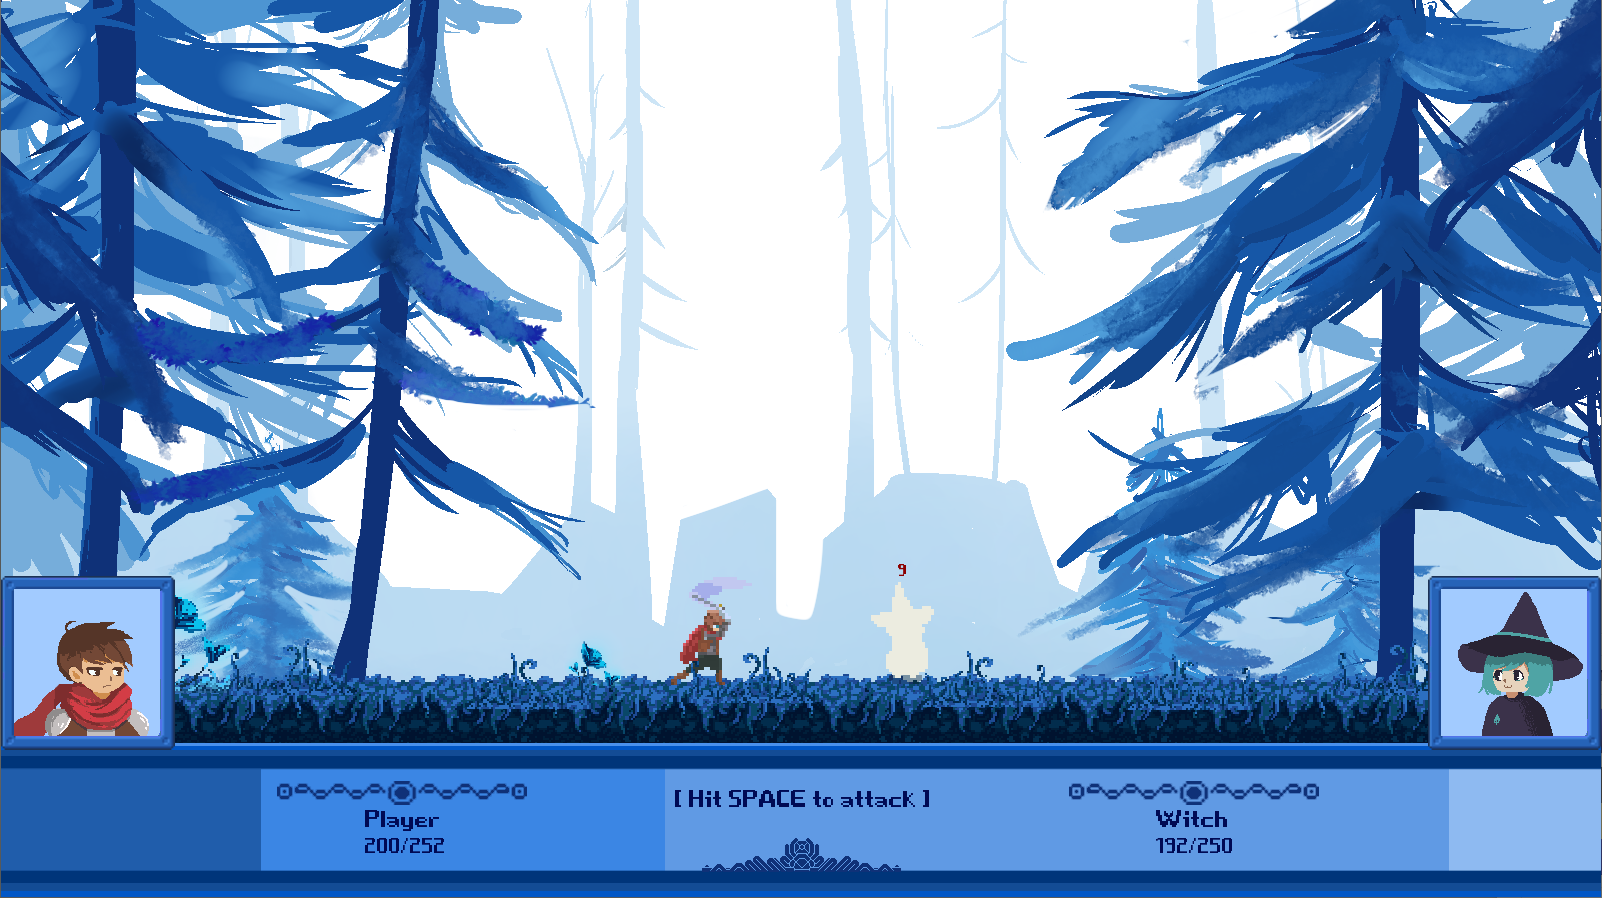 9
[ Hit SPACE to attack ]
Player
200/252
Witch
192/250